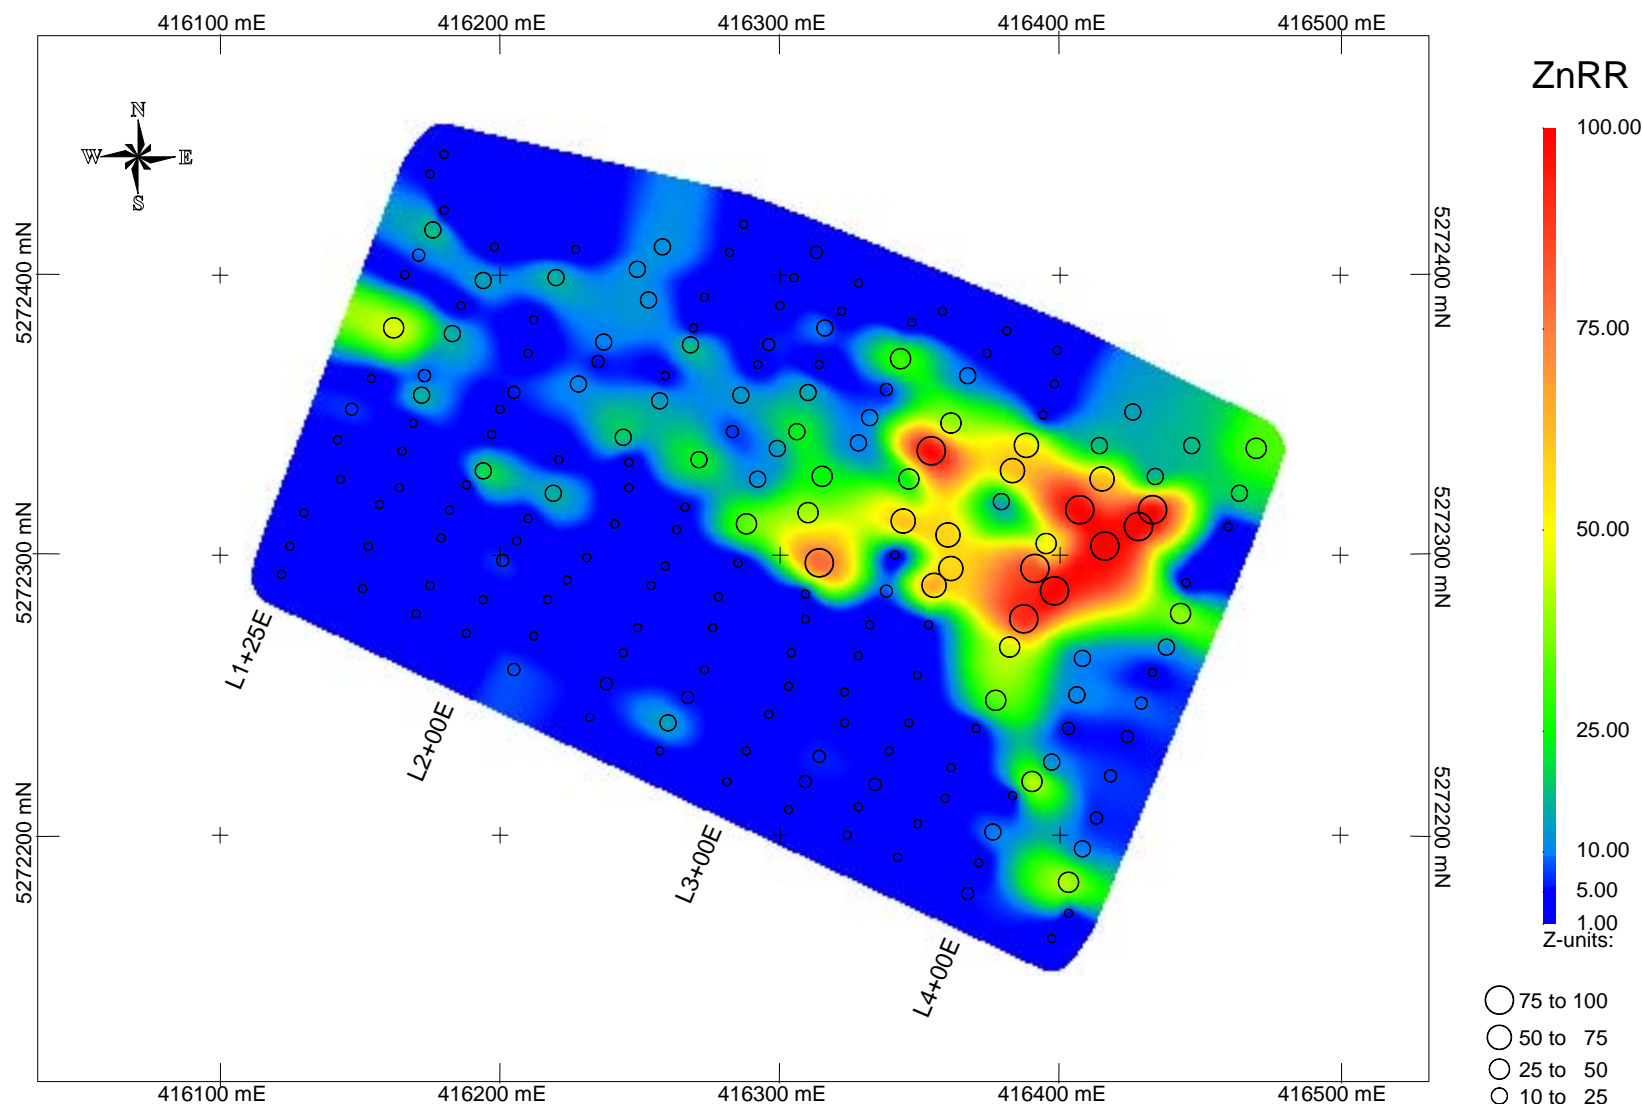 416100 mE 416200 mE 416300 mE 416400 mE 416500 mE
ZnRR
N
W E
S
100.00
75.00
50.00
25.00
10.00
5.00
1.00
Z-units:
5272400 mN
5272300 mN
5272200 mN
5272400 mN
5272300 mN
5272200 mN
L1+25E
L2+00E
L3+00E
L4+00E
75 to 100
50 to 75
25 to 50
10 to 25
416100 mE 416200 mE 416300 mE 416400 mE 416500 mE